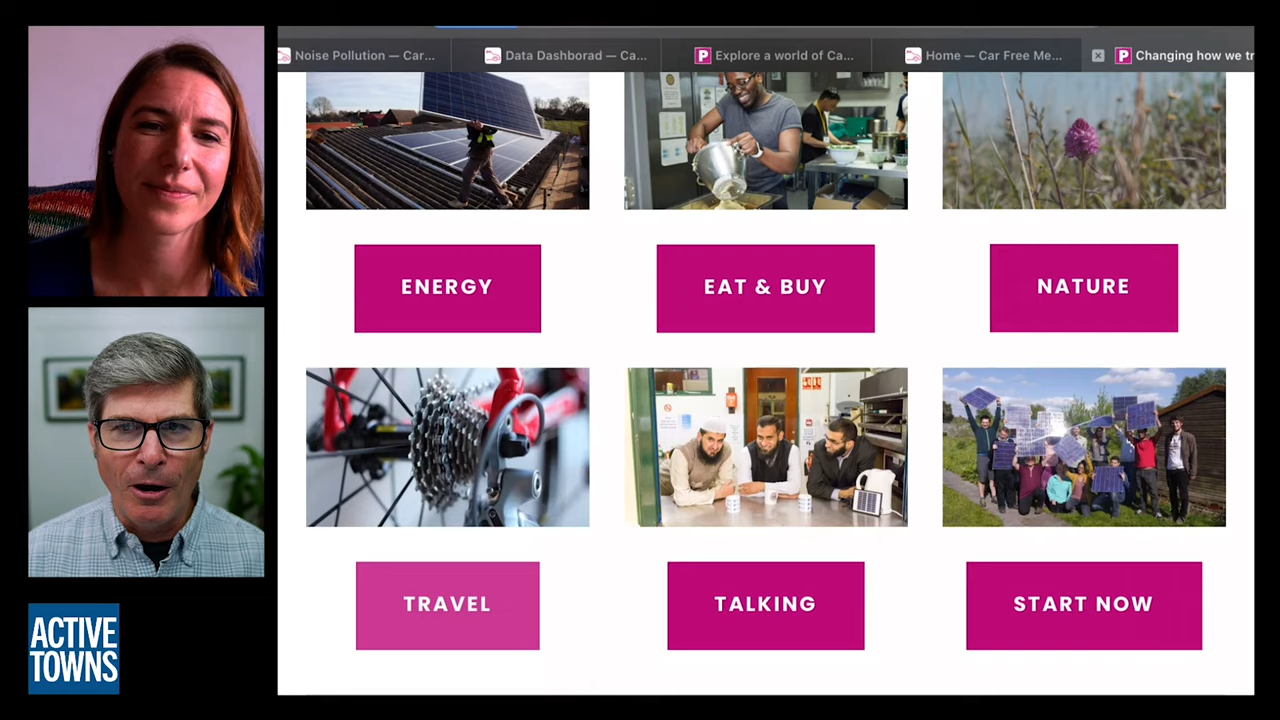 Noise Pollution — Car...
Data Dashborad — Ca...
P Explore a world of Ca...
Home — Car Free Me...
P Changing how we tr
ENERGY
EAT & BUY
NATURE
TRAVEL
TALKING
START NOW
ACTIVE
TOWNS